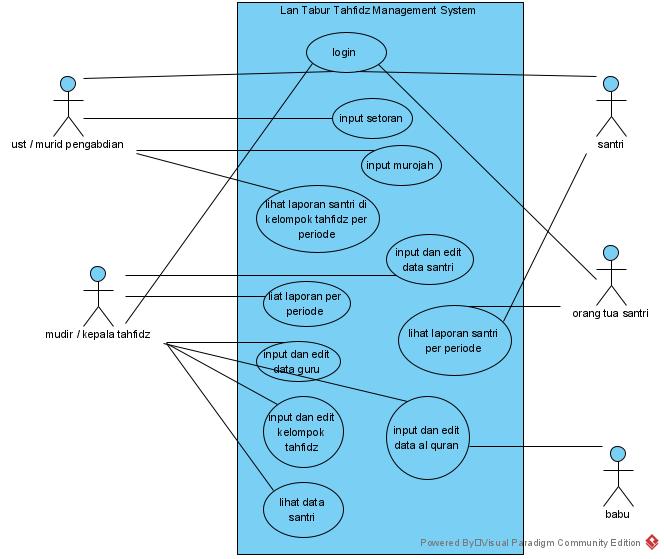 Lan Tabur Tahfidz Management System
login
ust / murid pengabdian
santri
input setoran
input murojah
lihat laporan santri di
kelompok tahfidz per
periode
input dan edit
data santri
mudir / kepala tahfidz
liat laporan per
periode
orang tua santri
lihat laporan santri
per periode
input dan edit
data guru
input dan edit
kelompok
tahfidz
input dan edit
data al quran
lihat data
santri
babu
Powered By Visual Paradigm Community Edition